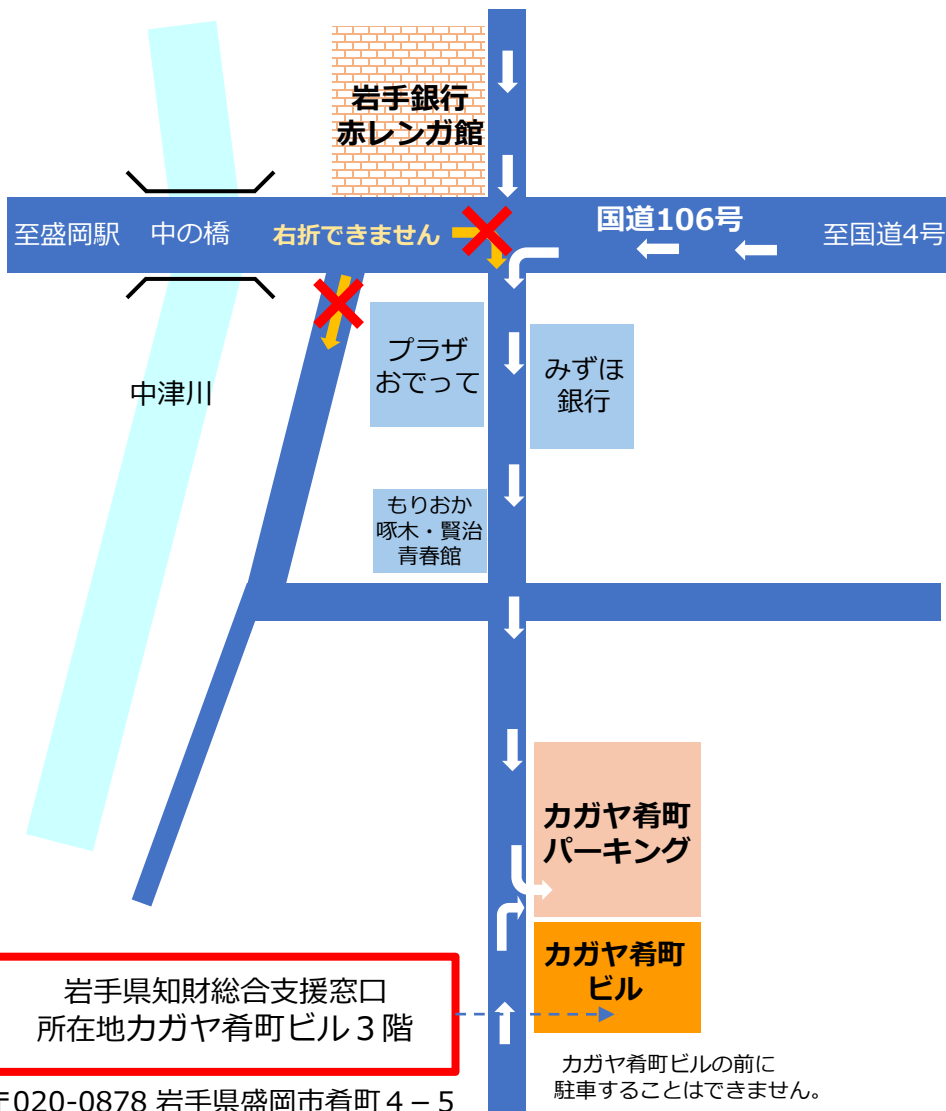 岩手銀行
赤レンガ館
至盛岡駅
中の橋
右折できません
国道106号
至国道4号
中津川
プラザ
おでって
みずほ
銀行
もりおか
啄木・賢治
青春館
カガヤ肴町
パーキング
カガヤ肴町
ビル
岩手県知財総合支援窓口
所在地カガヤ肴町ビル３階
カガヤ肴町ビルの前に
駐車することはできません。
〒020-0878 岩手県盛岡市肴町４－５